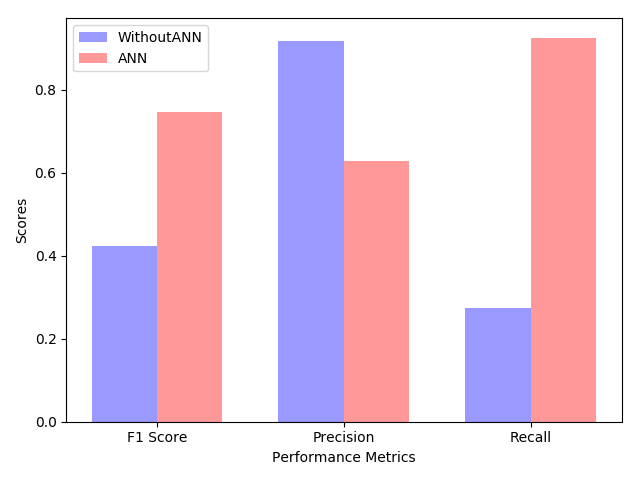 WithoutANN
ANN
Scores
0.8
0.6
0.4
0.2
0.0
F1 Score
Precision
Recall
Performance Metrics